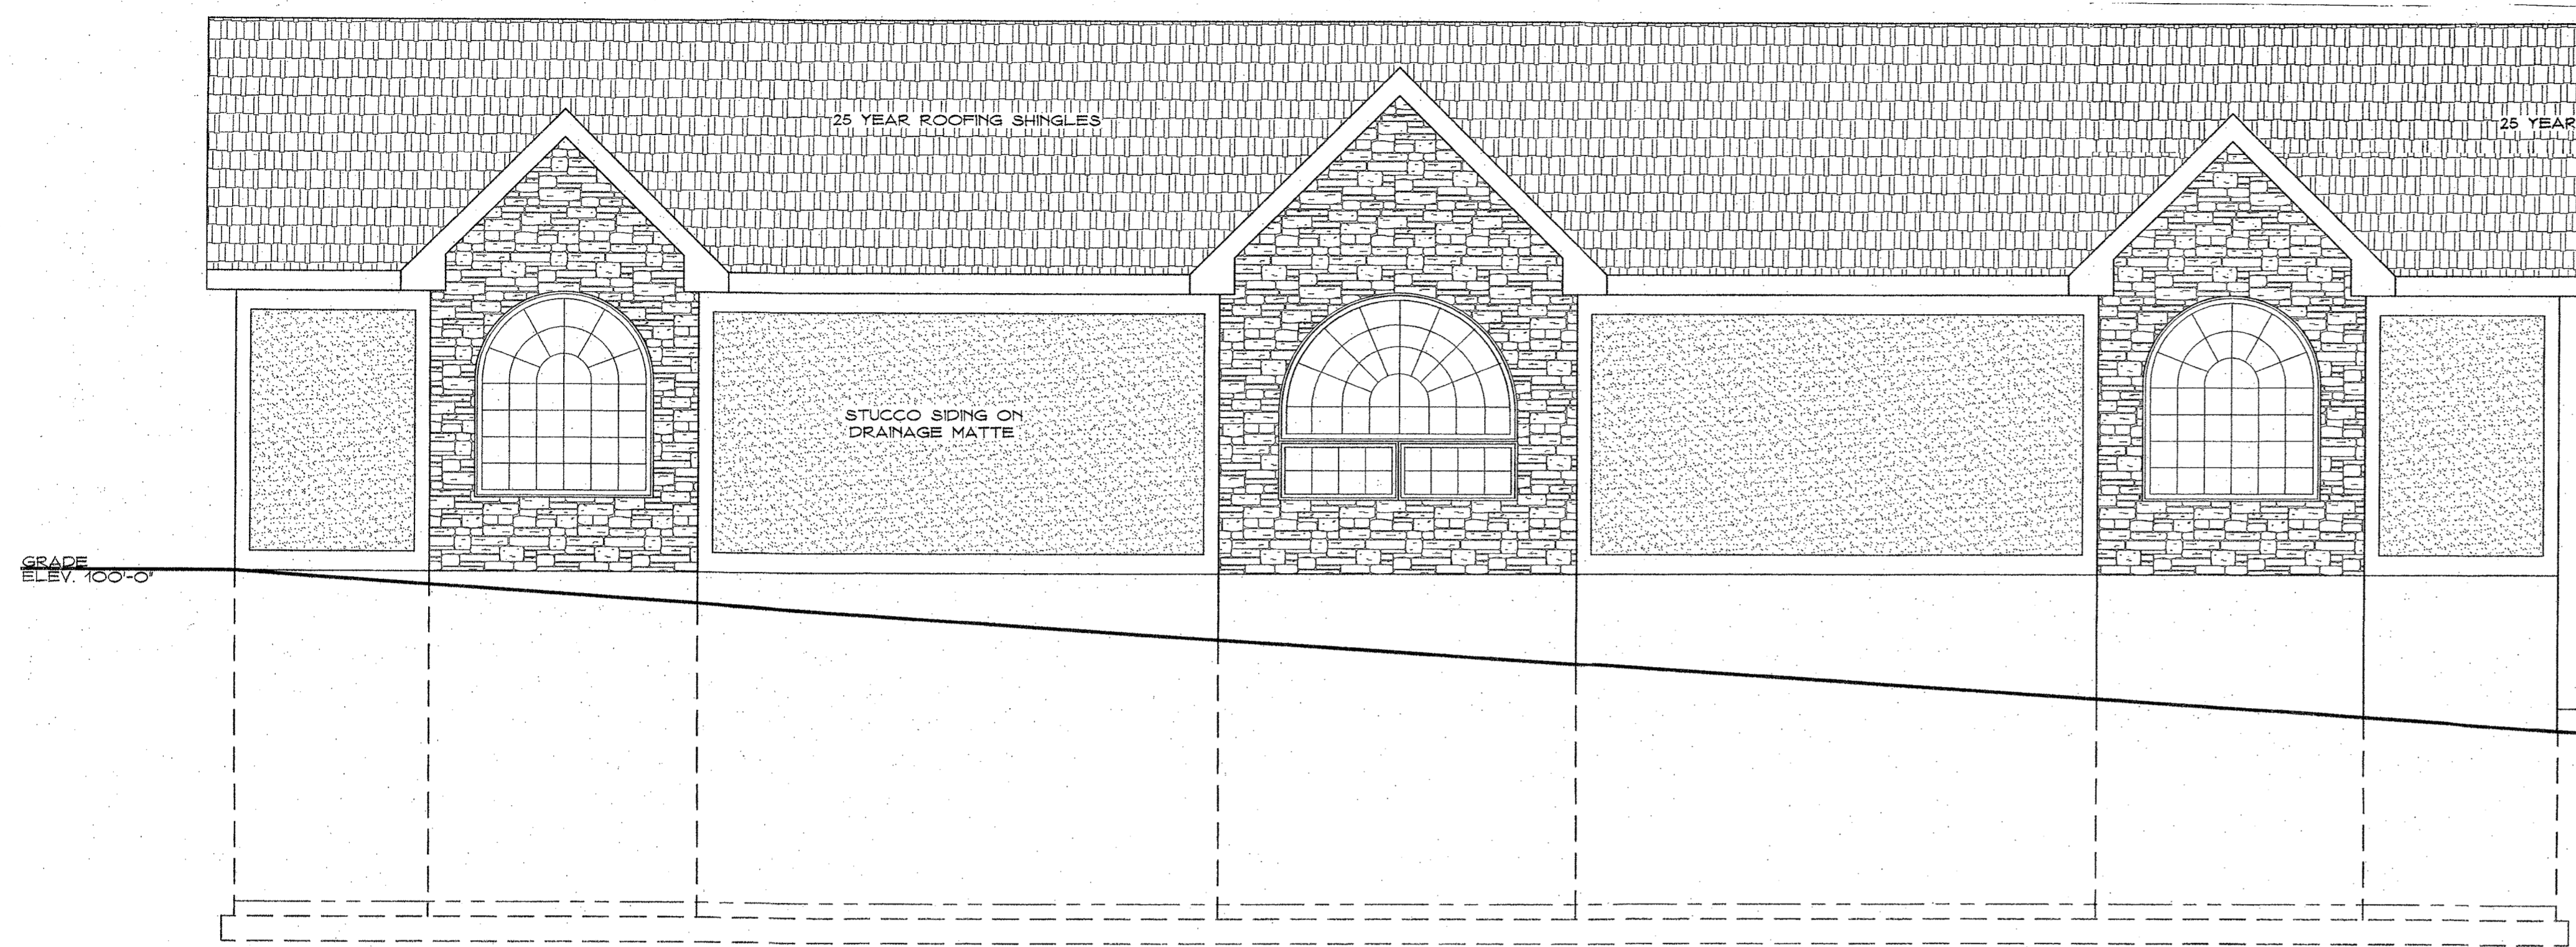 25 YEAR ROOFING SHINGLES
25 YEAR
STUCCO SIDING ON
DRAINAGE MATTE
GRADE
ELEV. 100'-0"